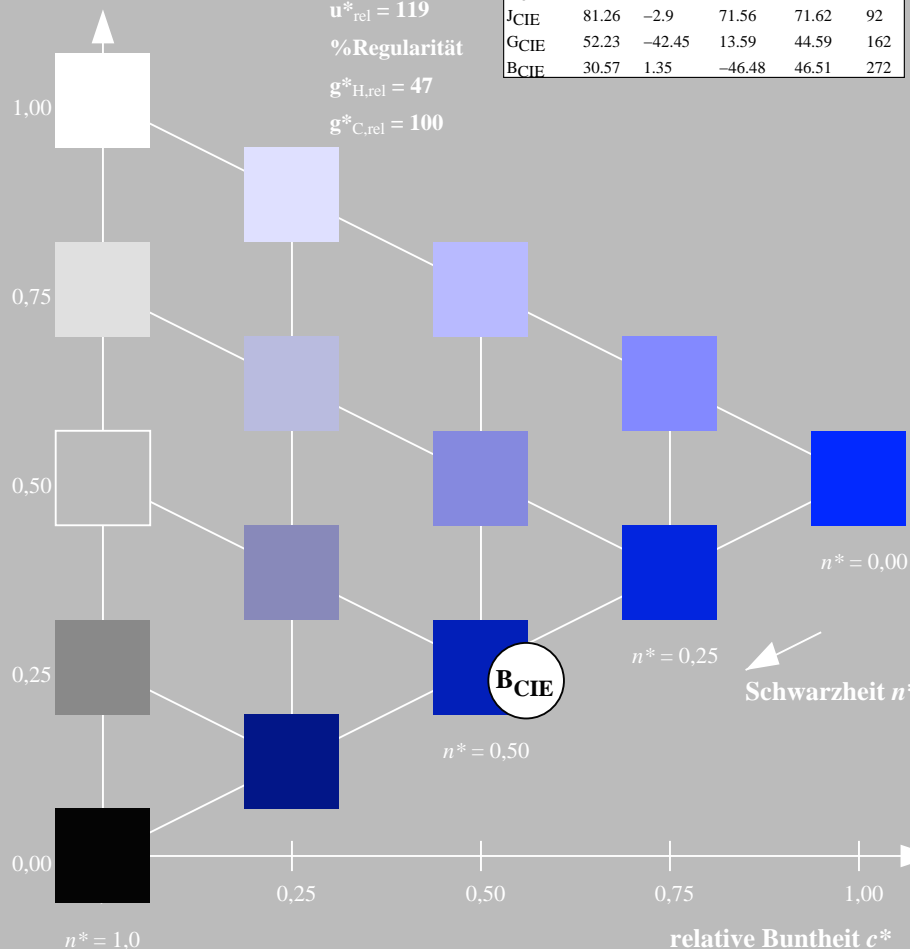 u*rel = 119
%Regularität
g*H,rel = 47
g*C,rel = 100
JCIE 81.26 −2.9 71.56 71.62 92
GCIE 52.23 −42.45 13.59 44.59 162
BCIE 30.57 1.35 −46.48 46.51 272
1,00
0,75
0,50
0,25
0,00
n* = 0,00
n* = 0,25
BCIE
Schwarzheit n*
n* = 0,50
0,25 0,50 0,75 1,00
n* = 1,0
relative Buntheit c*